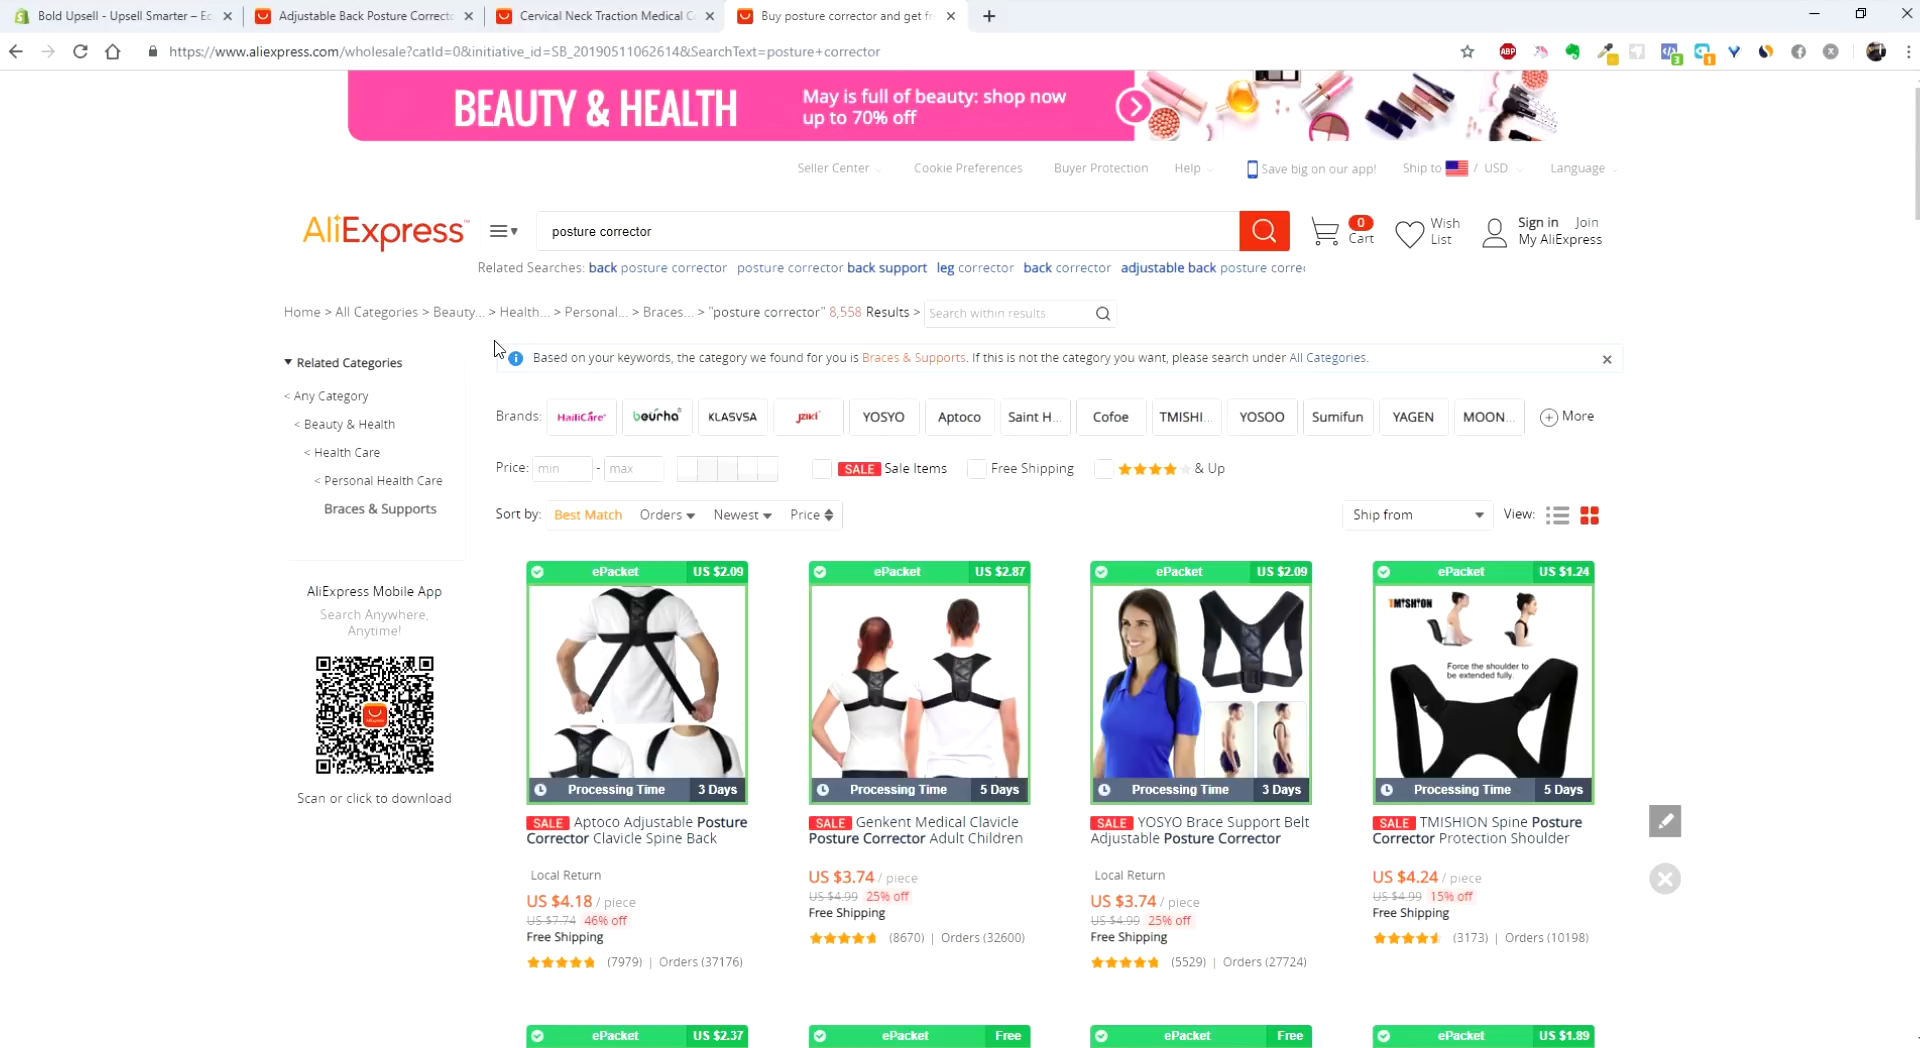 Bold Upsell - Upsell Smarter – Ec
Adjustable Back Posture Correcto
Cervical Neck Traction Medical C
Buy posture corrector and get fr
https://www.aliexpress.com/wholesale?catId=0&initiative_id=SB_20190511062614&SearchText=posture+corrector
ABP
3
1
BEAUTY & HEALTH
May is full of beauty: shop now
up to 70% off
Seller Center
Cookie Preferences
Buyer Protection
Help
Save big on our app!
Ship to / USD
Language
AliExpress™
posture corrector
0
Cart
Wish
List
Sign in Join
My AliExpress
Related Searches: back posture corrector posture corrector back support leg corrector back corrector adjustable back posture correc
Home > All Categories > Beauty... > Health... > Personal... > Braces... > "posture corrector" 8,558 Results >
Search within results.
Based on your keywords, the category we found for you is Braces & Supports. If this is not the category you want, please search under All Categories.
Related Categories
< Any Category
< Beauty & Health
< Health Care
< Personal Health Care
Braces & Supports
Brands: HailiCare® bourha® KLASVSA jziki YOSYO Aptoco Saint H... Cofoe TMISHI... YOSOO Sumifun YAGEN MOON... More
Price: min - max SALE Sale Items Free Shipping & Up
Sort by: Best Match Orders Newest Price
Ship from View:
AliExpress Mobile App
Search Anywhere,
Anytime!
AliExpress
Scan or click to download
ePacket US $2.09
Processing Time 3 Days
SALE Aptoco Adjustable Posture
Corrector Clavicle Spine Back
Local Return
US $4.18 / piece
US $7.74 46% off
Free Shipping
(7979) | Orders (37176)
ePacket US $2.87
Processing Time 5 Days
SALE Genkent Medical Clavicle
Posture Corrector Adult Children
US $3.74 / piece
US $4.99 25% off
Free Shipping
(8670) | Orders (32600)
ePacket US $2.09
Processing Time 3 Days
SALE YOSYO Brace Support Belt
Adjustable Posture Corrector
Local Return
US $3.74 / piece
US $4.99 25% off
Free Shipping
(5529) | Orders (27724)
ePacket US $1.24
TMISHION
Force the shoulder to
be extended fully.
Processing Time 5 Days
SALE TMISHION Spine Posture
Corrector Protection Shoulder
US $4.24 / piece
US $4.99 15% off
Free Shipping
(3173) | Orders (10198)
ePacket US $2.37
ePacket Free
ePacket Free
ePacket US $1.89